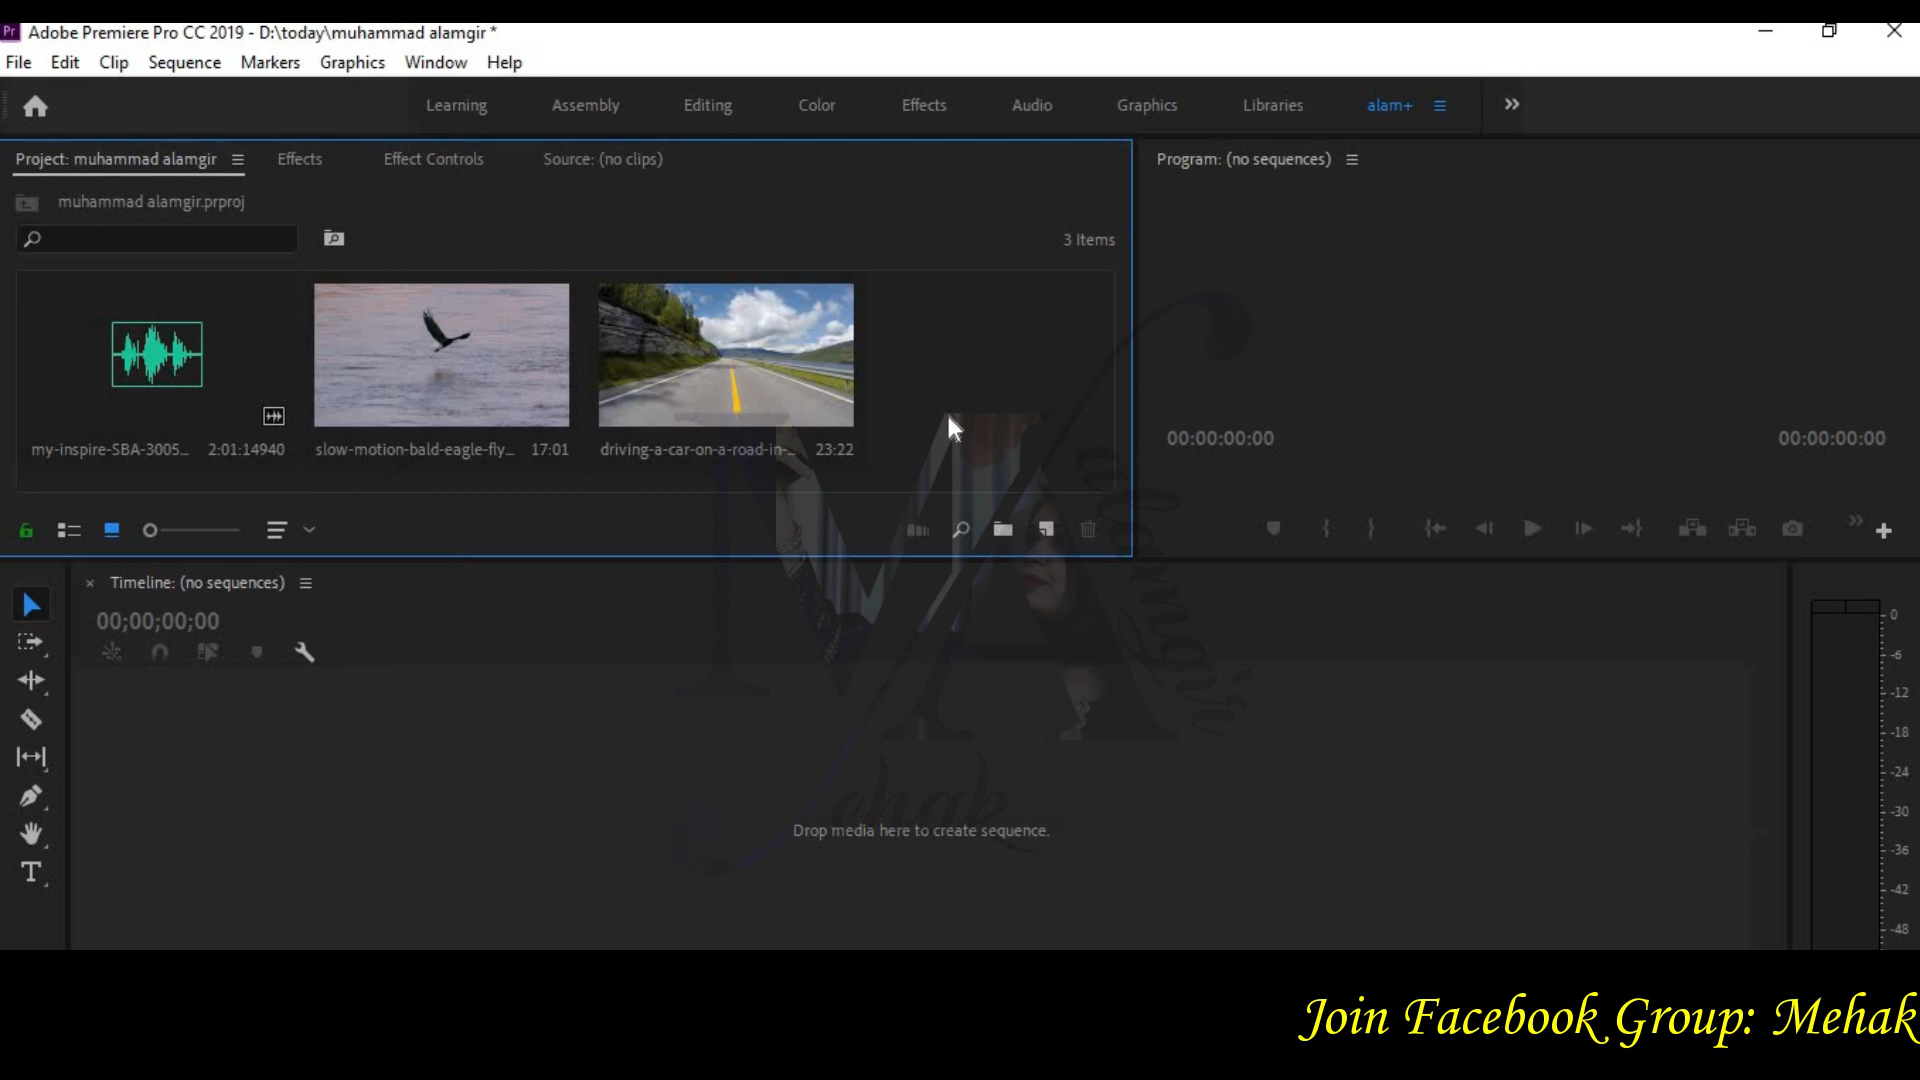 Pr Adobe Premiere Pro CC 2019 - D:\today\muhammad alamgir *
File Edit Clip Sequence Markers Graphics Window Help
Learning Assembly Editing Color Effects Audio Graphics Libraries alam+
Project: muhammad alamgir Effects Effect Controls Source: (no clips)
Program: (no sequences)
muhammad alamgir.prproj
3 Items
my-inspire-SBA-3005... 2:01:14940
slow-motion-bald-eagle-fly... 17:01
driving-a-car-on-a-road-in-... 23:22
00:00:00:00 00:00:00:00
Timeline: (no sequences)
00;00;00;00
Drop media here to create sequence.
0
-6
-12
-18
-24
-30
-36
-42
-48
MA
alamgir
ehak
Join Facebook Group: Mehak